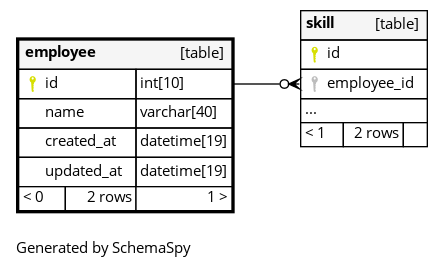 employee [table]
id int[10]
name varchar[40]
created_at datetime[19]
updated_at datetime[19]
< 0 2 rows 1 >
skill [table]
id
employee_id
...
< 1 2 rows
Generated by SchemaSpy